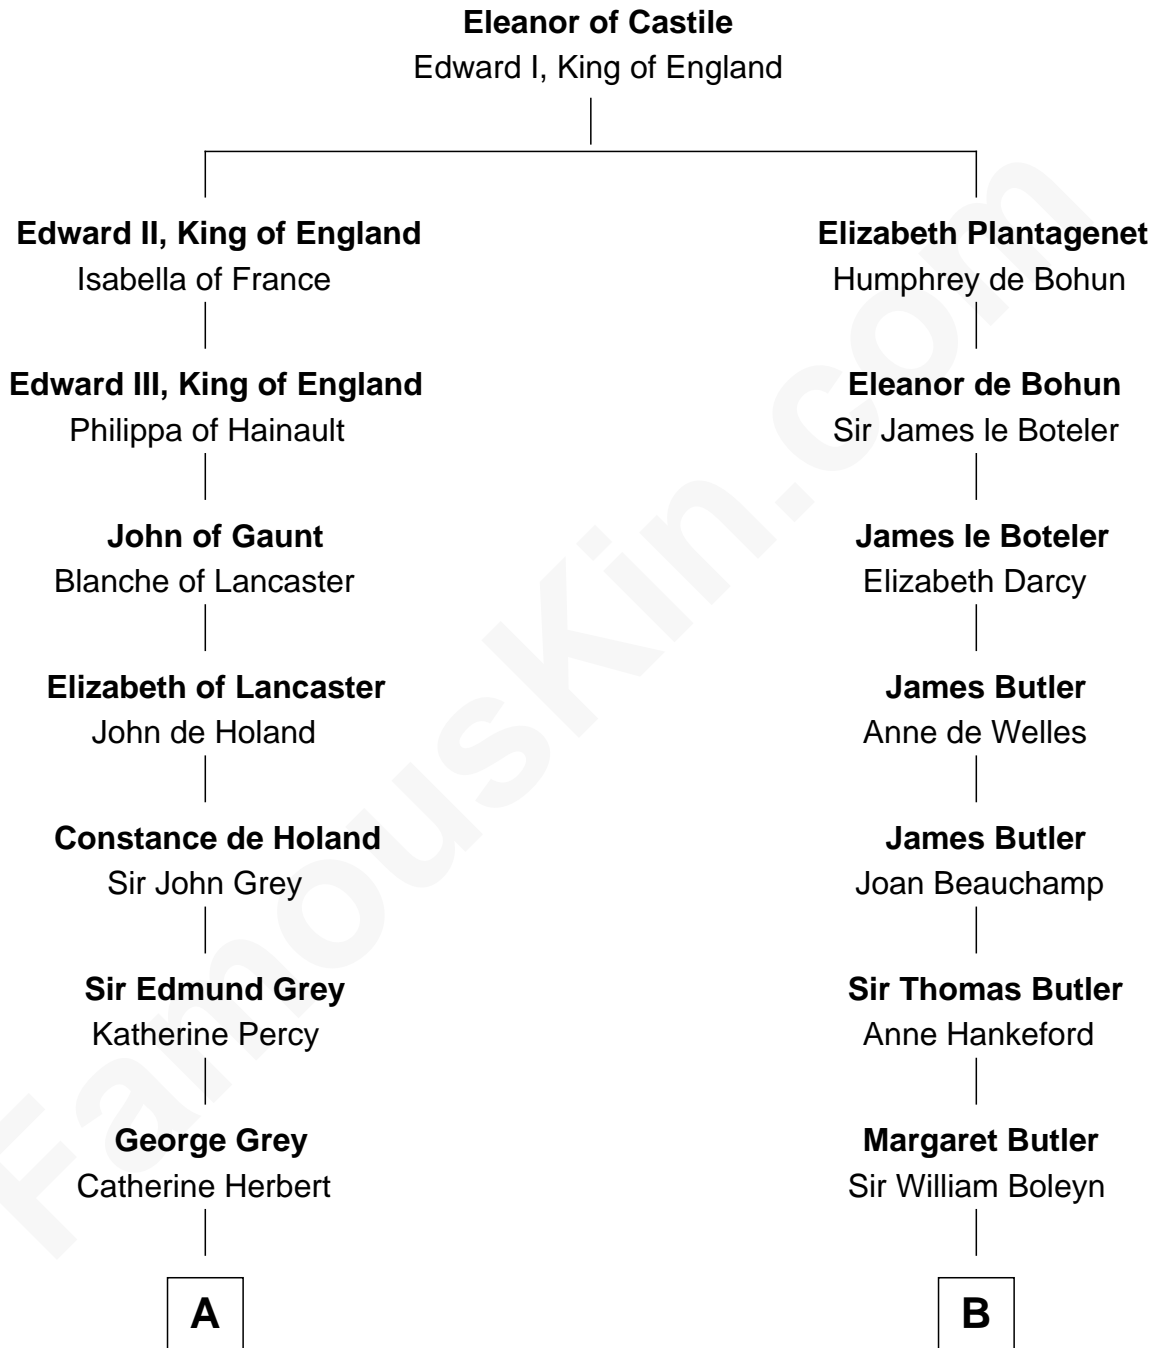 Eleanor of Castile
Edward I, King of England
Edward II, King of England
Isabella of France
Elizabeth Plantagenet
Humphrey de Bohun
Edward III, King of England
Philippa of Hainault
Eleanor de Bohun
Sir James le Boteler
John of Gaunt
Blanche of Lancaster
James le Boteler
Elizabeth Darcy
Elizabeth of Lancaster
John de Holand
James Butler
Anne de Welles
Constance de Holand
Sir John Grey
James Butler
Joan Beauchamp
Sir Edmund Grey
Katherine Percy
Sir Thomas Butler
Anne Hankeford
George Grey
Catherine Herbert
Margaret Butler
Sir William Boleyn
A
B
FamousKin.com